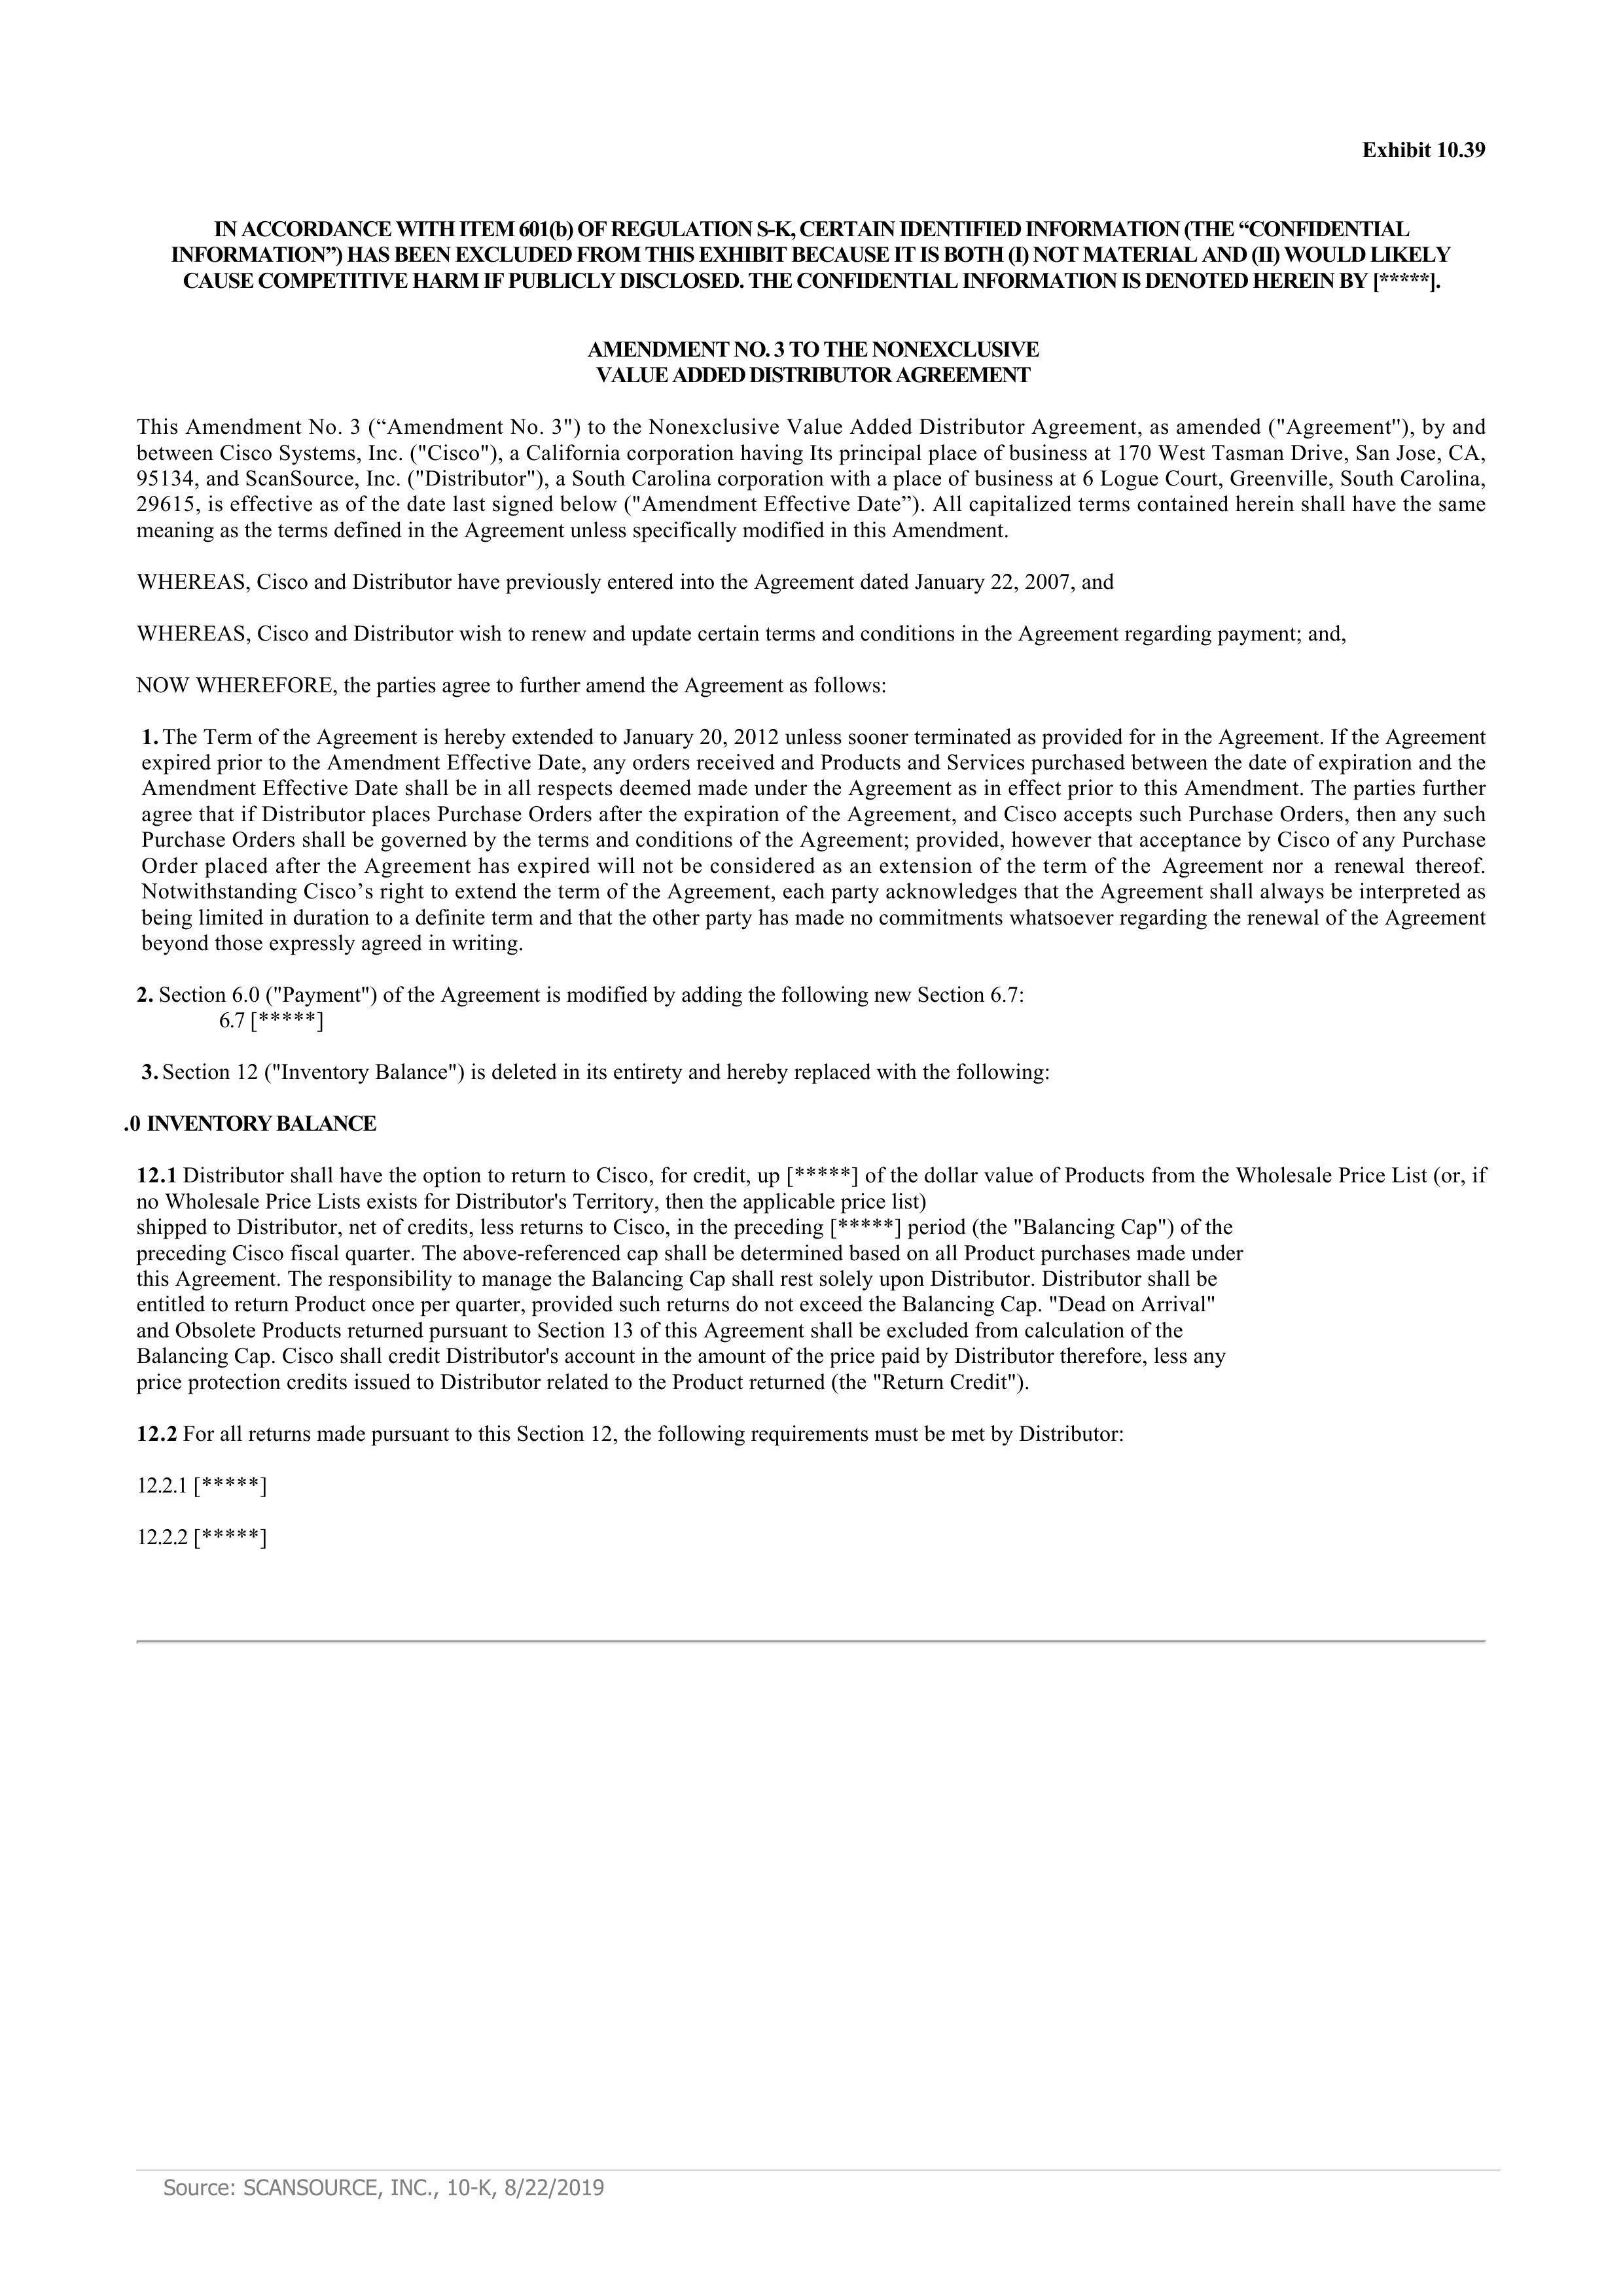 Exhibit 10.39
IN ACCORDANCE WITH ITEM 601(b) OF REGULATION S-K, CERTAIN IDENTIFIED INFORMATION (THE “CONFIDENTIAL
INFORMATION”) HAS BEEN EXCLUDED FROM THIS EXHIBIT BECAUSE IT IS BOTH (I) NOT MATERIAL AND (II) WOULD LIKELY
CAUSE COMPETITIVE HARM IF PUBLICLY DISCLOSED. THE CONFIDENTIAL INFORMATION IS DENOTED HEREIN BY [*****].
AMENDMENT NO. 3 TO THE NONEXCLUSIVE
VALUE ADDED DISTRIBUTOR AGREEMENT
This Amendment No. 3 (“Amendment No. 3") to the Nonexclusive Value Added Distributor Agreement, as amended ("Agreement"), by and
between Cisco Systems, Inc. ("Cisco"), a California corporation having Its principal place of business at 170 West Tasman Drive, San Jose, CA,
95134, and ScanSource, Inc. ("Distributor"), a South Carolina corporation with a place of business at 6 Logue Court, Greenville, South Carolina,
29615, is effective as of the date last signed below ("Amendment Effective Date”). All capitalized terms contained herein shall have the same
meaning as the terms defined in the Agreement unless specifically modified in this Amendment.
WHEREAS, Cisco and Distributor have previously entered into the Agreement dated January 22, 2007, and
WHEREAS, Cisco and Distributor wish to renew and update certain terms and conditions in the Agreement regarding payment; and,
NOW WHEREFORE, the parties agree to further amend the Agreement as follows:
1. The Term of the Agreement is hereby extended to January 20, 2012 unless sooner terminated as provided for in the Agreement. If the Agreement
expired prior to the Amendment Effective Date, any orders received and Products and Services purchased between the date of expiration and the
Amendment Effective Date shall be in all respects deemed made under the Agreement as in effect prior to this Amendment. The parties further
agree that if Distributor places Purchase Orders after the expiration of the Agreement, and Cisco accepts such Purchase Orders, then any such
Purchase Orders shall be governed by the terms and conditions of the Agreement; provided, however that acceptance by Cisco of any Purchase
Order placed after the Agreement has expired will not be considered as an extension of the term of the Agreement nor a renewal thereof.
Notwithstanding Cisco’s right to extend the term of the Agreement, each party acknowledges that the Agreement shall always be interpreted as
being limited in duration to a definite term and that the other party has made no commitments whatsoever regarding the renewal of the Agreement
beyond those expressly agreed in writing.
2. Section 6.0 ("Payment") of the Agreement is modified by adding the following new Section 6.7:
6.7 [*****]
3. Section 12 ("Inventory Balance") is deleted in its entirety and hereby replaced with the following:
.0 INVENTORY BALANCE
12.1 Distributor shall have the option to return to Cisco, for credit, up [*****] of the dollar value of Products from the Wholesale Price List (or, if
no Wholesale Price Lists exists for Distributor's Territory, then the applicable price list)
shipped to Distributor, net of credits, less returns to Cisco, in the preceding [*****] period (the "Balancing Cap") of the
preceding Cisco fiscal quarter. The above-referenced cap shall be determined based on all Product purchases made under
this Agreement. The responsibility to manage the Balancing Cap shall rest solely upon Distributor. Distributor shall be
entitled to return Product once per quarter, provided such returns do not exceed the Balancing Cap. "Dead on Arrival"
and Obsolete Products returned pursuant to Section 13 of this Agreement shall be excluded from calculation of the
Balancing Cap. Cisco shall credit Distributor's account in the amount of the price paid by Distributor therefore, less any
price protection credits issued to Distributor related to the Product returned (the "Return Credit").
12.2 For all returns made pursuant to this Section 12, the following requirements must be met by Distributor:
12.2.1 [*****]
12.2.2 [*****]
Source: SCANSOURCE, INC., 10-K, 8/22/2019